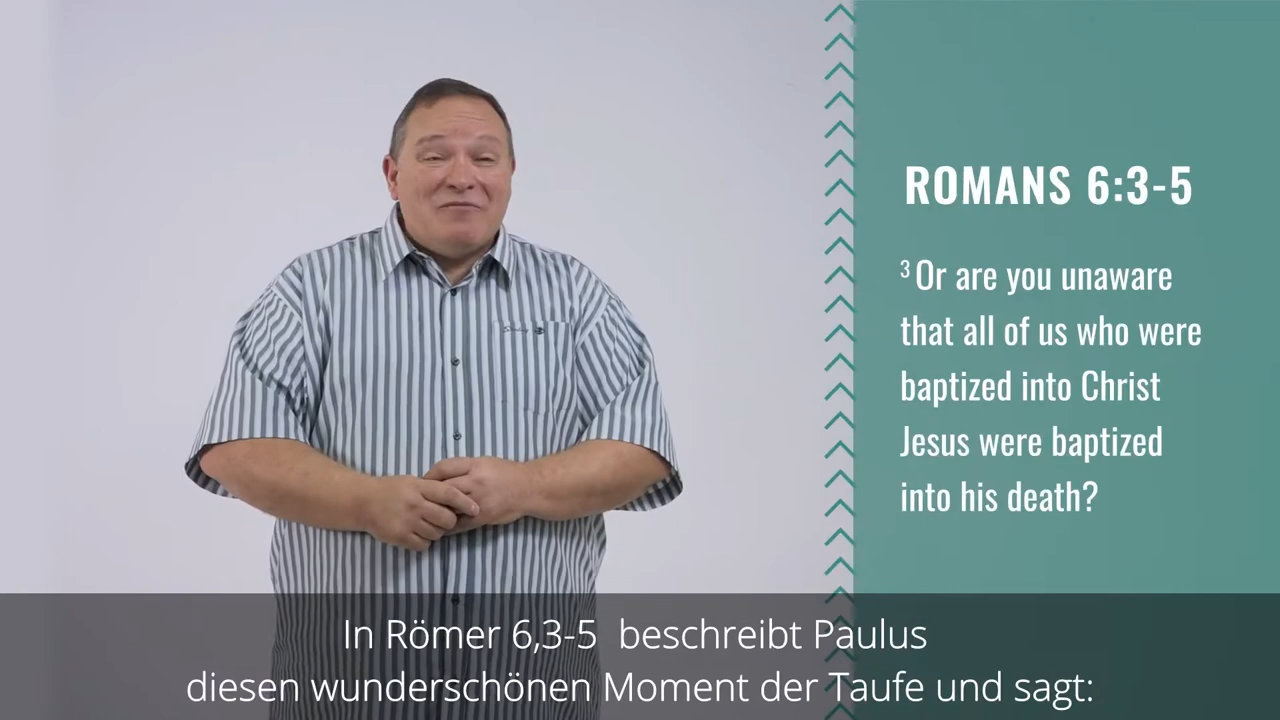 ROMANS 6:3-5
3 Or are you unaware
that all of us who were
baptized into Christ
Jesus were baptized
into his death?
In Römer 6,3-5 beschreibt Paulus
diesen wunderschönen Moment der Taufe und sagt: